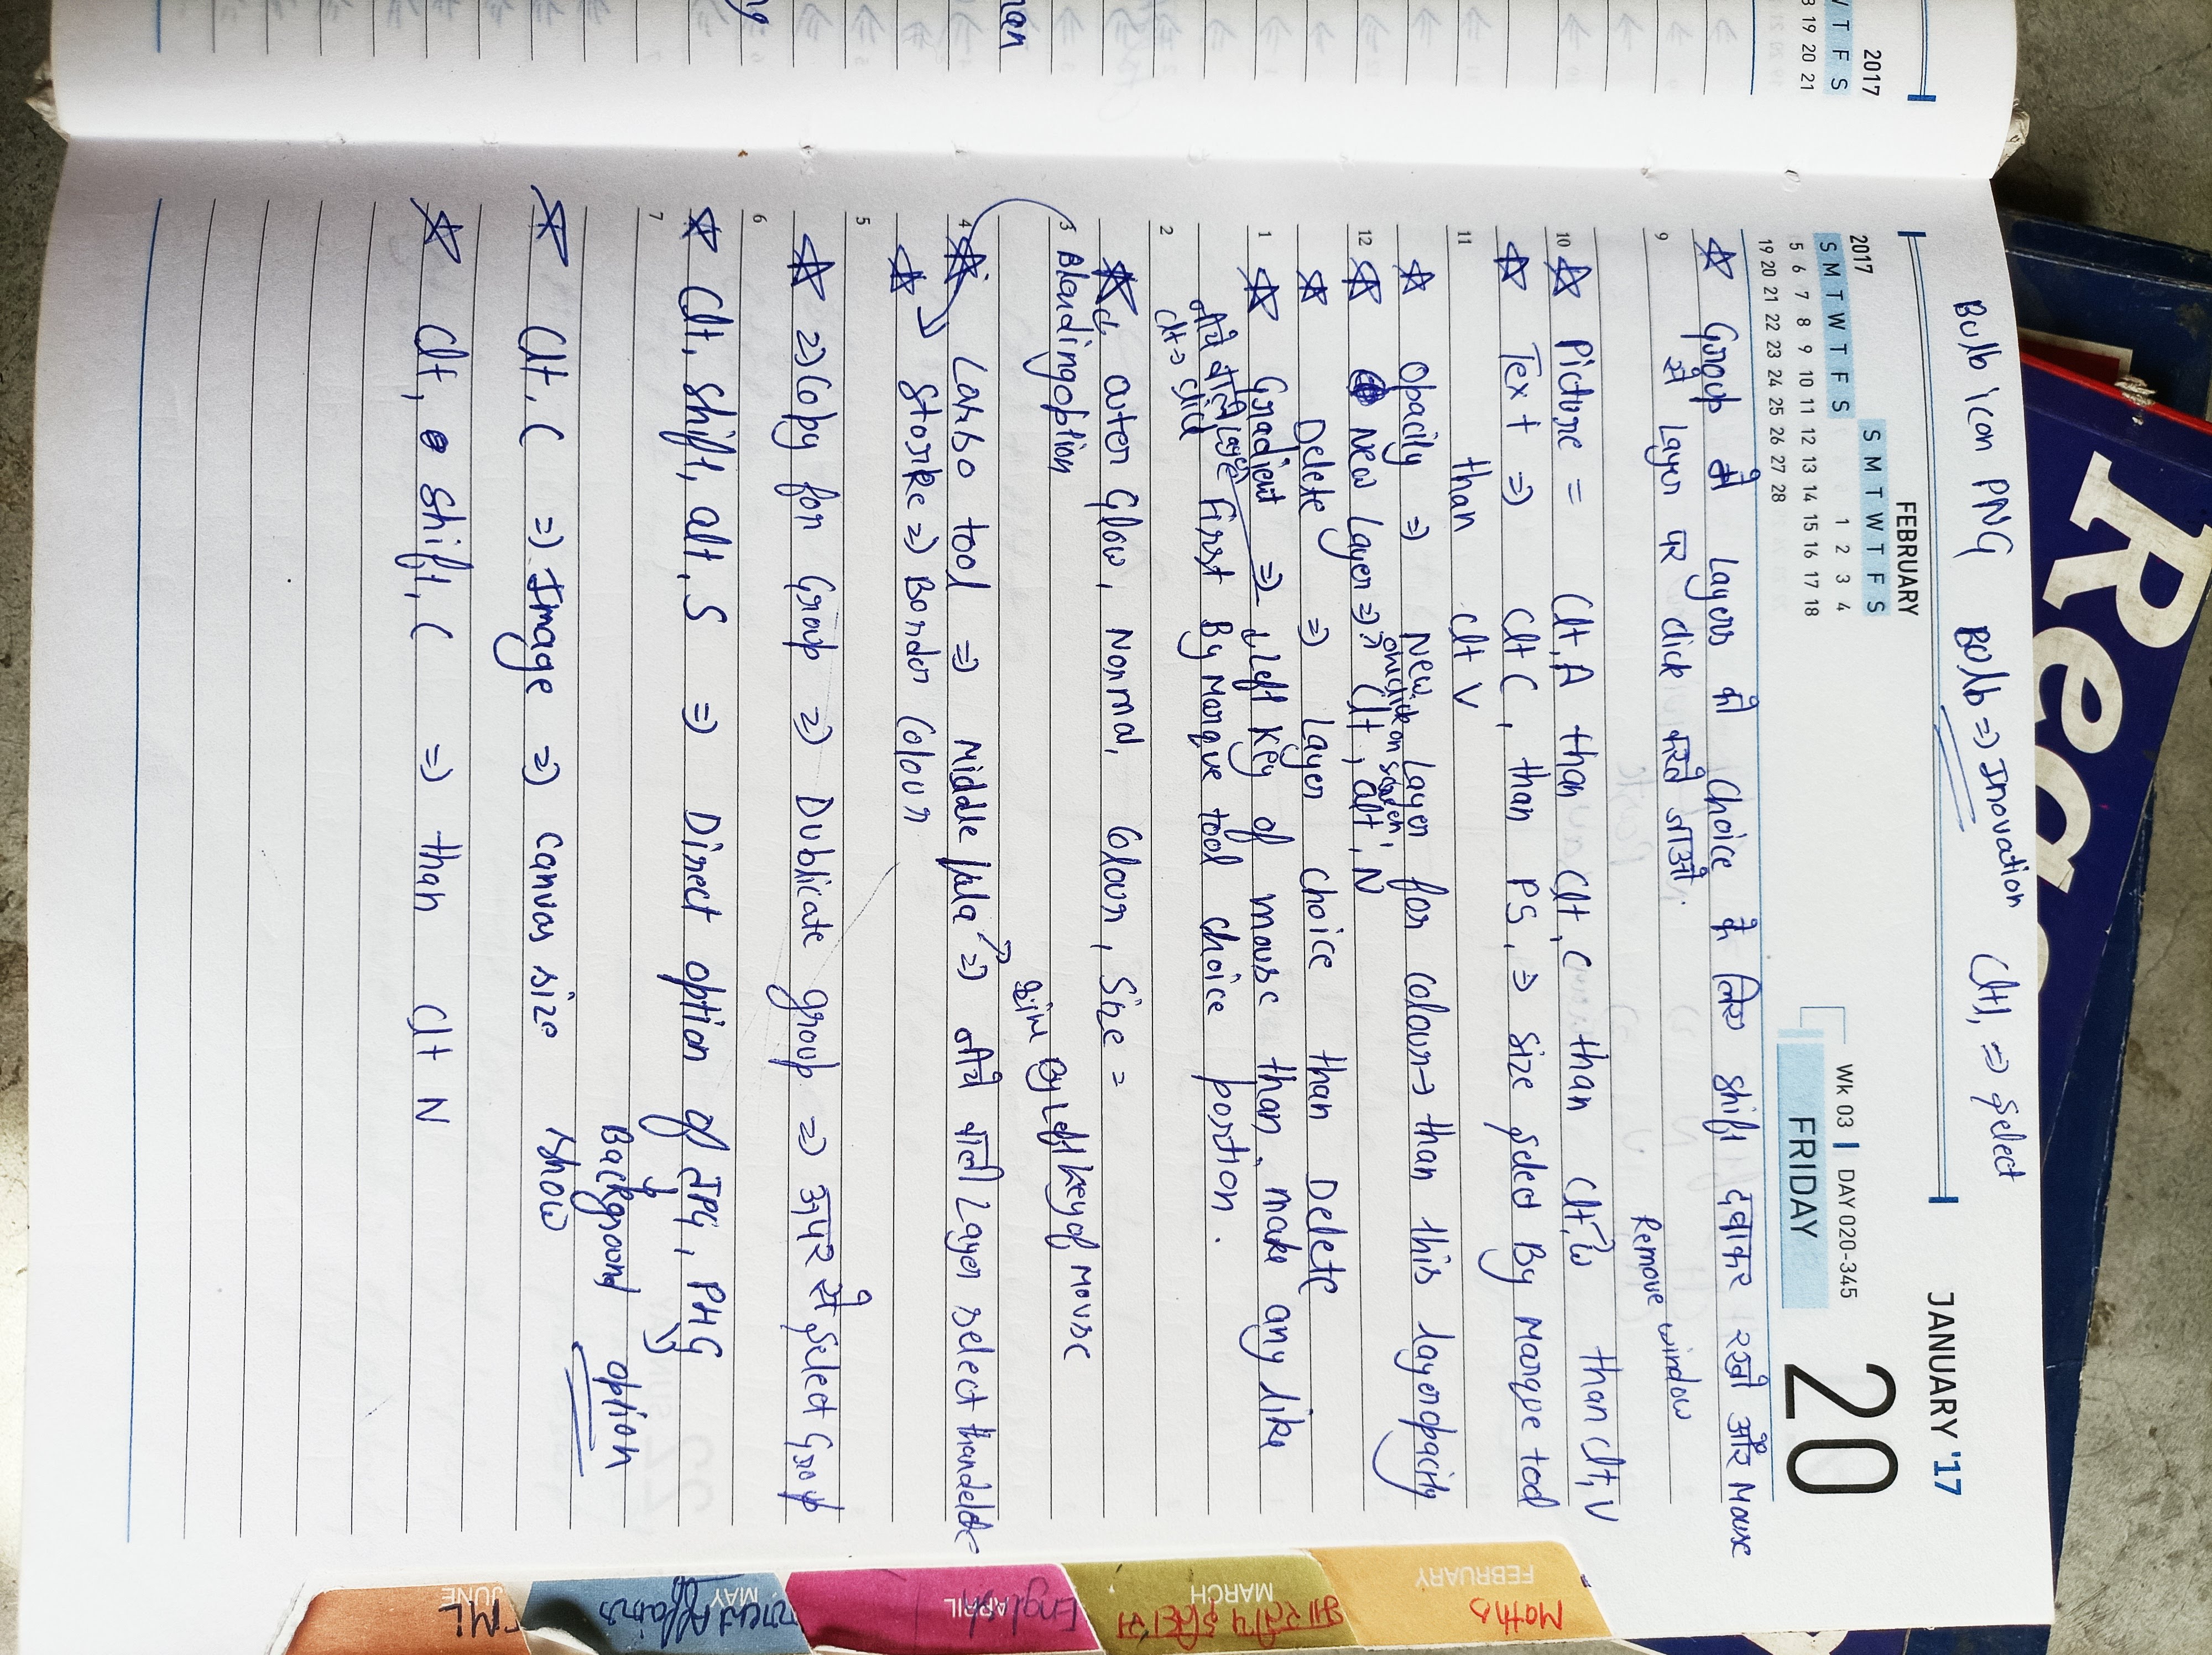 Rea
Bulb icon PNG Bulb => Inovation Clt, => select
JANUARY '17
2017 FEBRUARY
S M T W T F S S M T W T F S
1 2 3 4
5 6 7 8 9 10 11 12 13 14 15 16 17 18
19 20 21 22 23 24 25 26 27 28
Wk 03 | DAY 020-345
FRIDAY
20
2017
T F S
19 20 21
☆ Group मे Layers को choice के लिए shift दबाकर रखो और Mouse
9 से Layer पर click करते जाओ.
Remove window
10 ☆ Picture = Clt, A than Clt, C than Clt, W than Clt, V
☆ Text => Clt C, than PS, => Size select By Marque tool
11 than Clt V
☆ Opacity => New Layer for Colour → than this layer opacity
click on screen,
12 ☆ New Layer => Clt, alt, N
☆ Delete => Layer choice than Delete
1 ☆ Gradient => Left Key of mouse than make any like
नीचे वाली Layer First By Marque tool choice portion.
Clt => click
2
☆ outer Glow, Normal, Colour, Size =
3 Blendingoption
By Left Key of Mouse
4 ☆ Lasso tool => Middle => नीचे वाली Layer select than delete
☆ Storke => Border Colour
5
☆ => Copy for Group => Dublicate group => ऊपर से select Group
6
☆ Clt, Shift, alt, S => Direct option of JPG, PNG
7
Background option
show
☆ Clt, C => Image => Canvas size
☆ Clt, shift, C => than Clt N
Maths
FEBRUARY
भारतीय इतिहास
MARCH
English
APRIL
Affairs
MAY
JUNE